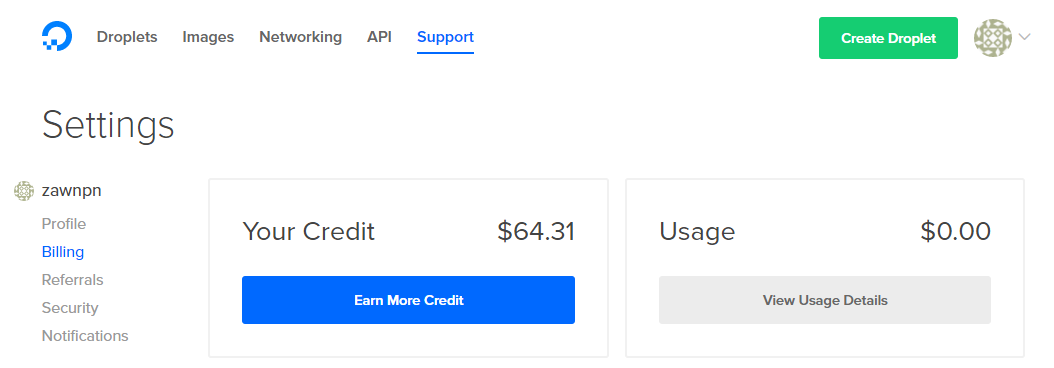 Droplets Images Networking API Support Create Droplet
Settings
zawnpn
Profile
Billing
Referrals
Security
Notifications
Your Credit $64.31
Earn More Credit
Usage $0.00
View Usage Details